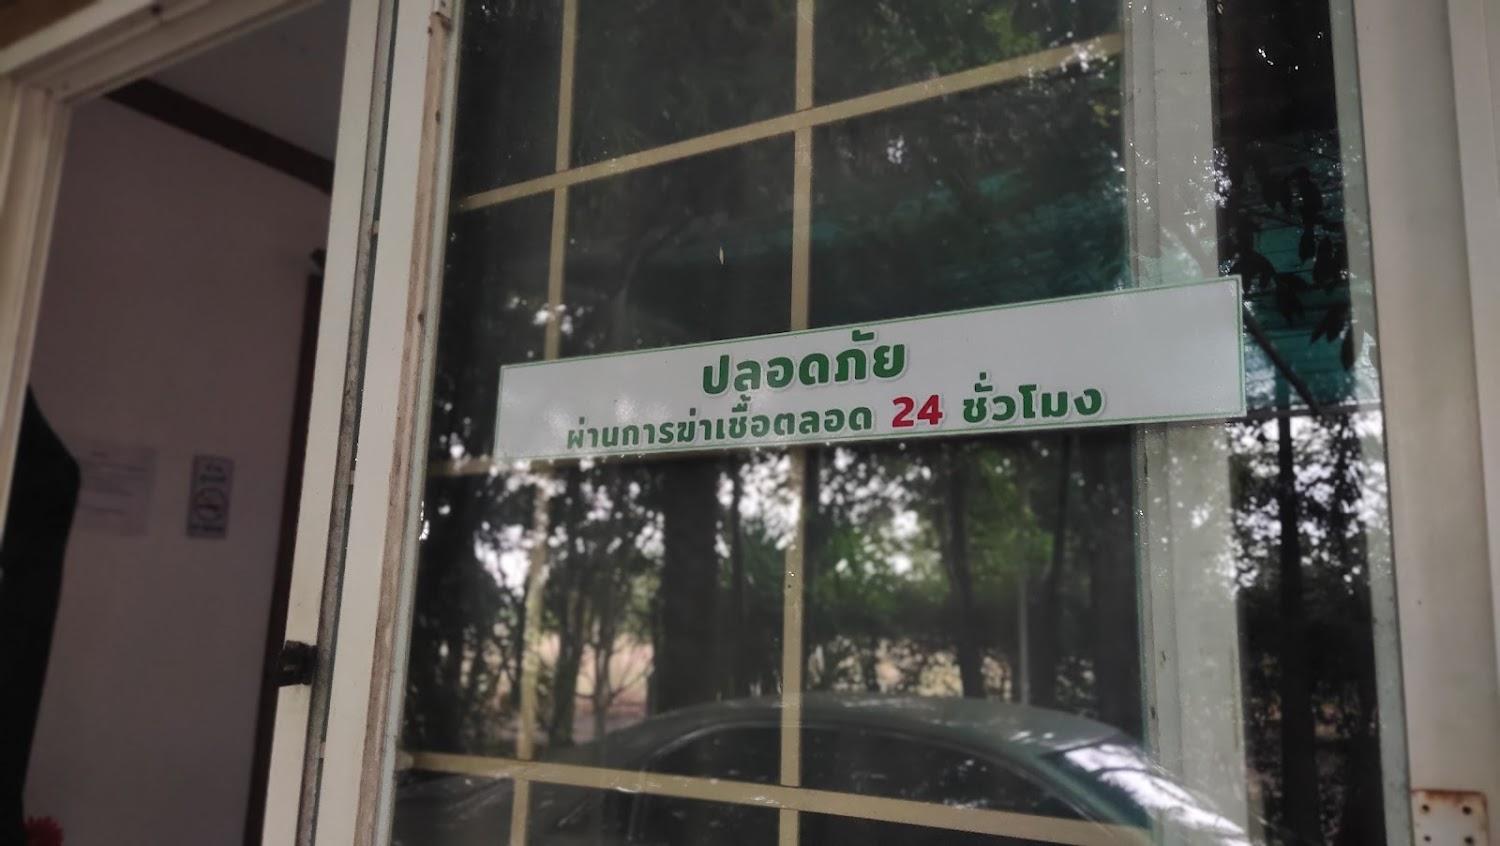 ปลอดภัย
ผ่านการฆ่าเชื้อตลอด 24 ชั่วโมง